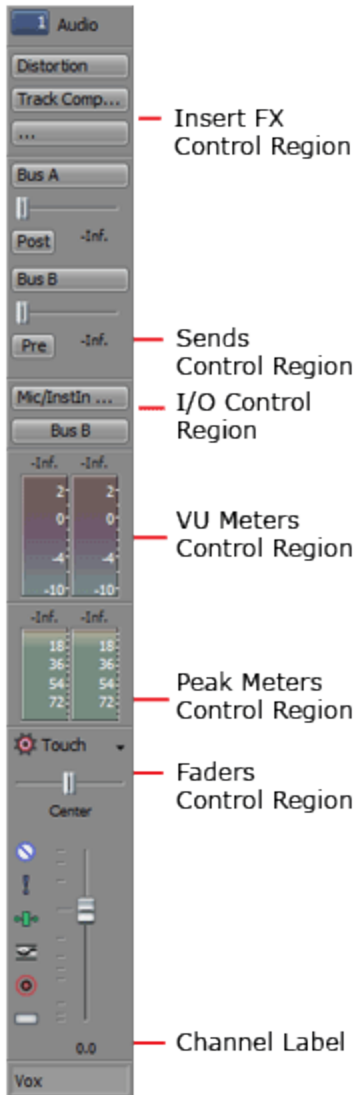 1 Audio
Distortion
Track Comp...
...
Insert FX
Control Region
Bus A
Post -Inf.
Bus B
Pre -Inf.
Sends
Control Region
Mic/InstIn ...
Bus B
I/O Control
Region
-Inf. -Inf.
2 2
0 0
-4 -4
-10 -10
VU Meters
Control Region
-Inf. -Inf.
18 18
36 36
54 54
72 72
Peak Meters
Control Region
Touch
Center
Faders
Control Region
0.0
Channel Label
Vox